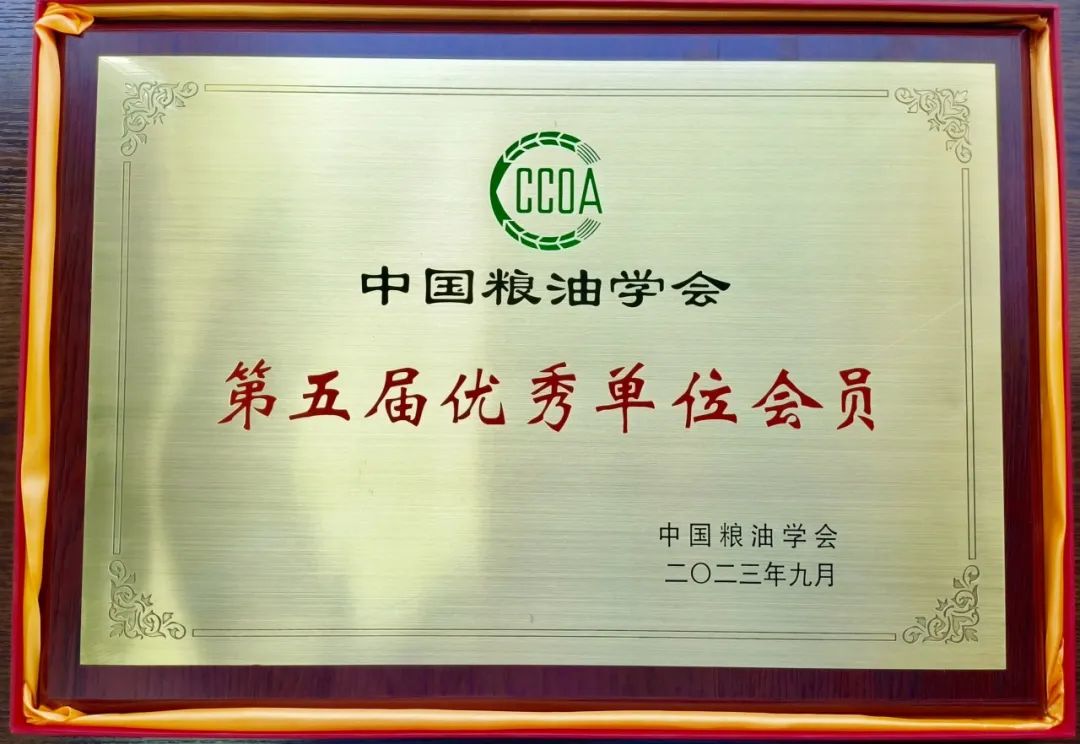 CCOA
中国粮油学会
第五届优秀单位会员
中国粮油学会
二〇二三年九月